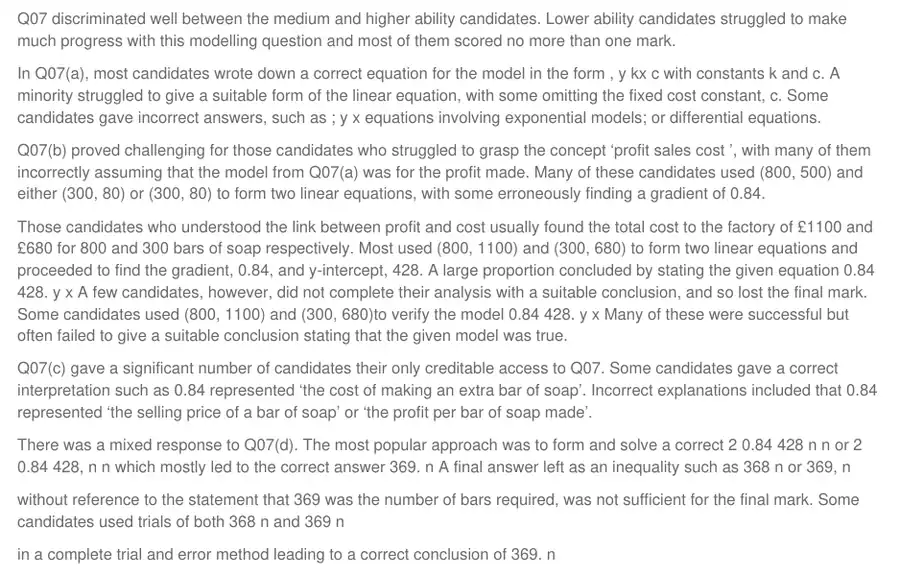 Q07 discriminated well between the medium and higher ability candidates. Lower ability candidates struggled to make
much progress with this modelling question and most of them scored no more than one mark.
In Q07(a), most candidates wrote down a correct equation for the model in the form , y kx c with constants k and c. A
minority struggled to give a suitable form of the linear equation, with some omitting the fixed cost constant, c. Some
candidates gave incorrect answers, such as ; y x equations involving exponential models; or differential equations.
Q07(b) proved challenging for those candidates who struggled to grasp the concept ‘profit sales cost ’, with many of them
incorrectly assuming that the model from Q07(a) was for the profit made. Many of these candidates used (800, 500) and
either (300, 80) or (300, 80) to form two linear equations, with some erroneously finding a gradient of 0.84.
Those candidates who understood the link between profit and cost usually found the total cost to the factory of £1100 and
£680 for 800 and 300 bars of soap respectively. Most used (800, 1100) and (300, 680) to form two linear equations and
proceeded to find the gradient, 0.84, and y-intercept, 428. A large proportion concluded by stating the given equation 0.84
428. y x A few candidates, however, did not complete their analysis with a suitable conclusion, and so lost the final mark.
Some candidates used (800, 1100) and (300, 680)to verify the model 0.84 428. y x Many of these were successful but
often failed to give a suitable conclusion stating that the given model was true.
Q07(c) gave a significant number of candidates their only creditable access to Q07. Some candidates gave a correct
interpretation such as 0.84 represented ‘the cost of making an extra bar of soap’. Incorrect explanations included that 0.84
represented ‘the selling price of a bar of soap’ or ‘the profit per bar of soap made’.
There was a mixed response to Q07(d). The most popular approach was to form and solve a correct 2 0.84 428 n n or 2
0.84 428, n n which mostly led to the correct answer 369. n A final answer left as an inequality such as 368 n or 369, n
without reference to the statement that 369 was the number of bars required, was not sufficient for the final mark. Some
candidates used trials of both 368 n and 369 n
in a complete trial and error method leading to a correct conclusion of 369. n